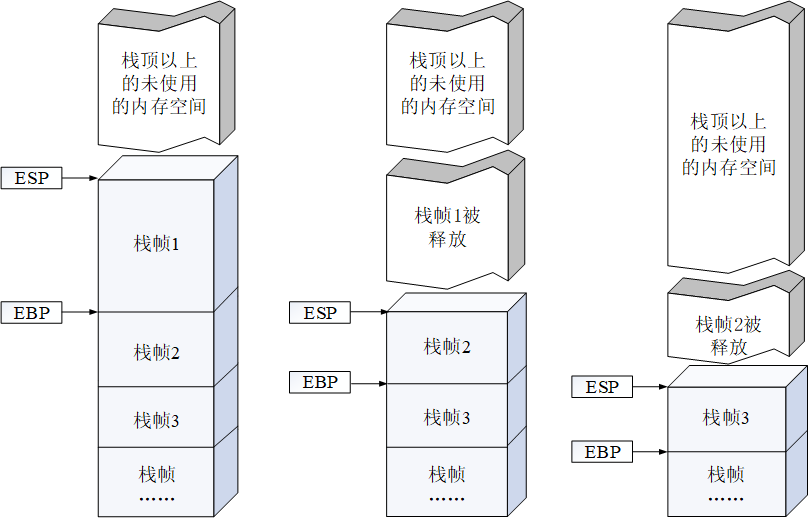 栈顶以上
的未使用
的内存空间
ESP
栈帧1
EBP
栈帧2
栈帧3
栈帧
……
栈顶以上
的未使用
的内存空间
栈帧1被
释放
ESP
栈帧2
EBP
栈帧3
栈帧
……
栈顶以上
的未使用
的内存空间
栈帧2被
释放
ESP
栈帧3
EBP
栈帧
……